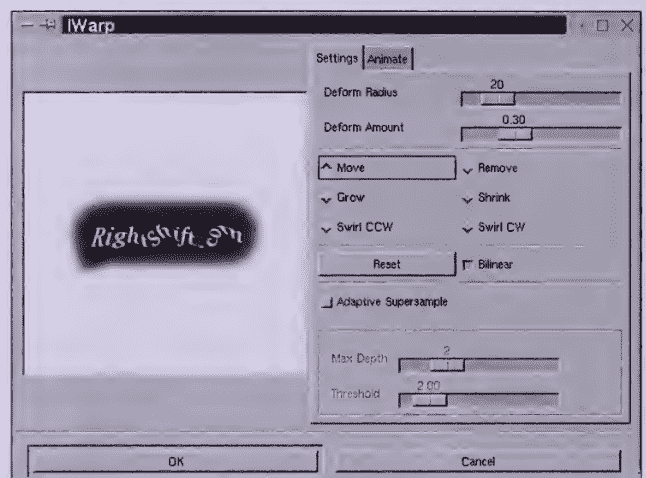 IWarp
Settings Animate
Deform Radius 20
Deform Amount 0.30
Move Remove
Grow Shrink
Swirl CCW Swirl CW
Reset Bilinear
Adaptive Supersample
Max Depth 2
Threshold 2.00
OK Cancel